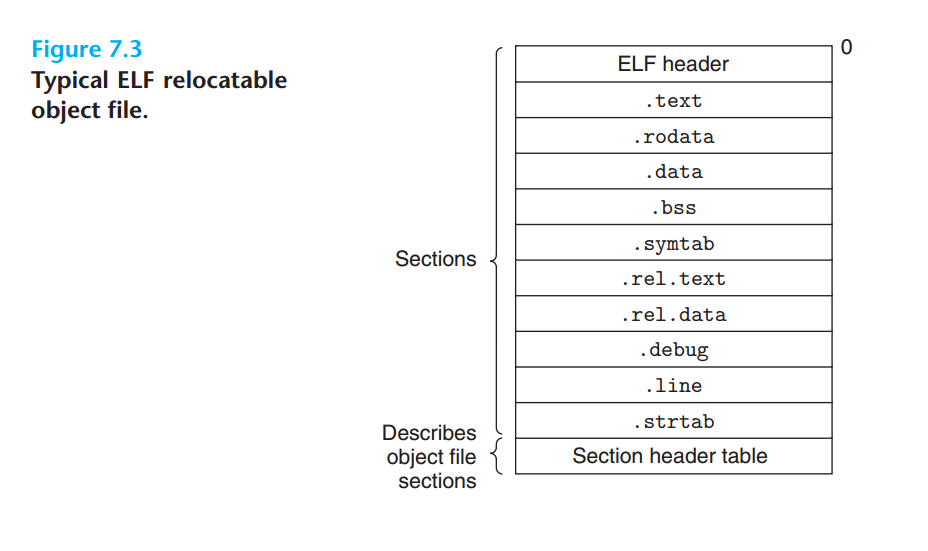 Figure 7.3
Typical ELF relocatable
object file.
0
ELF header
.text
.rodata
.data
.bss
.symtab
Sections
.rel.text
.rel.data
.debug
.line
.strtab
Describes
object file
sections
Section header table